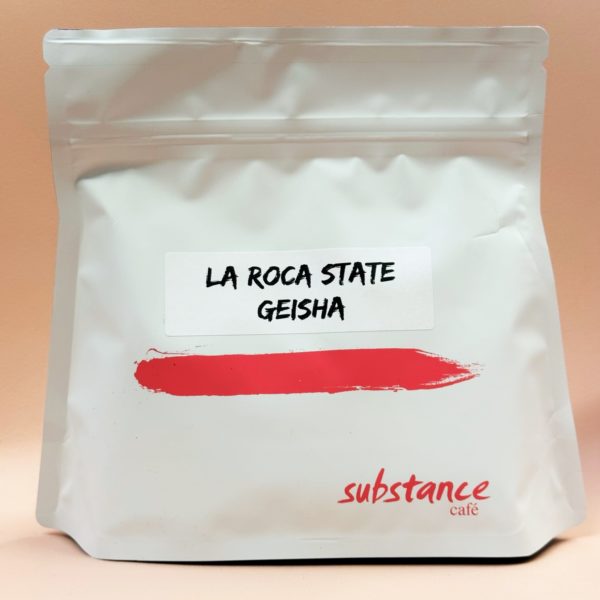 LA ROCA STATE
GEISHA
substance
café